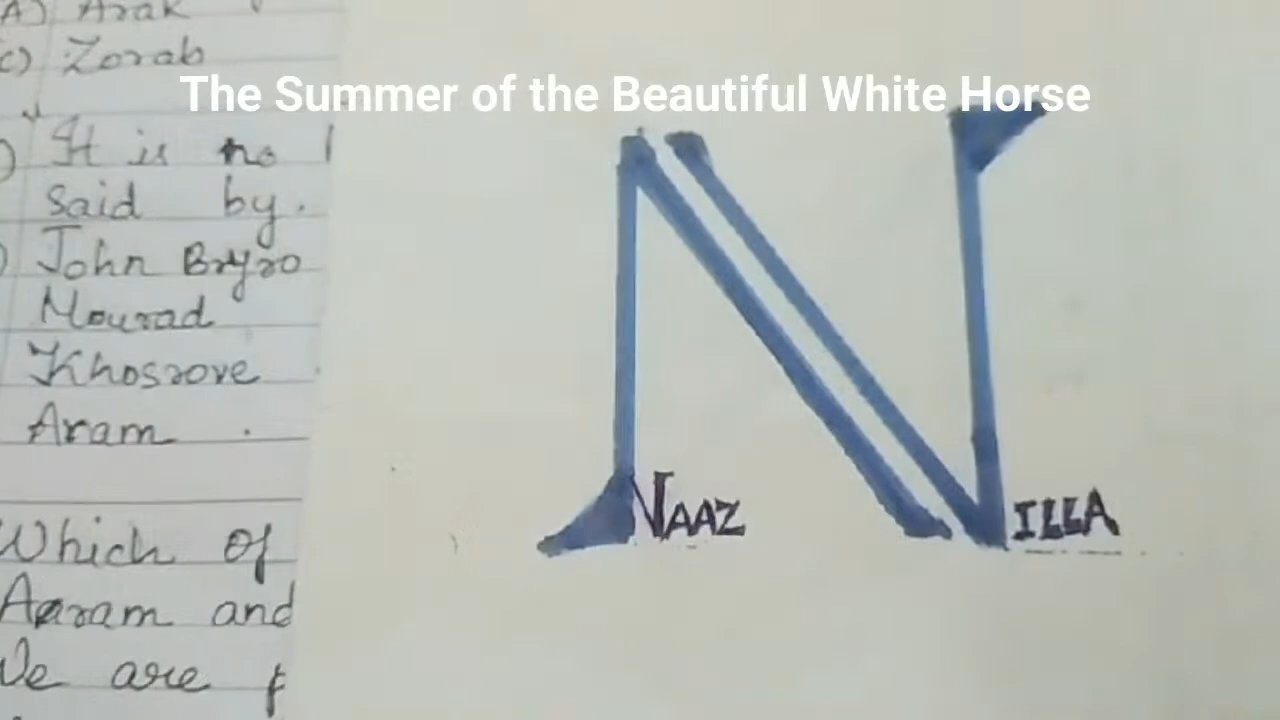 The Summer of the Beautiful White Horse
A) Arak
c) Zorab
It is no
said by.
John Bryro
Mourad
Khosrove
Aram
Which of
Aaram and
We are
N
NAAZ
ILLA